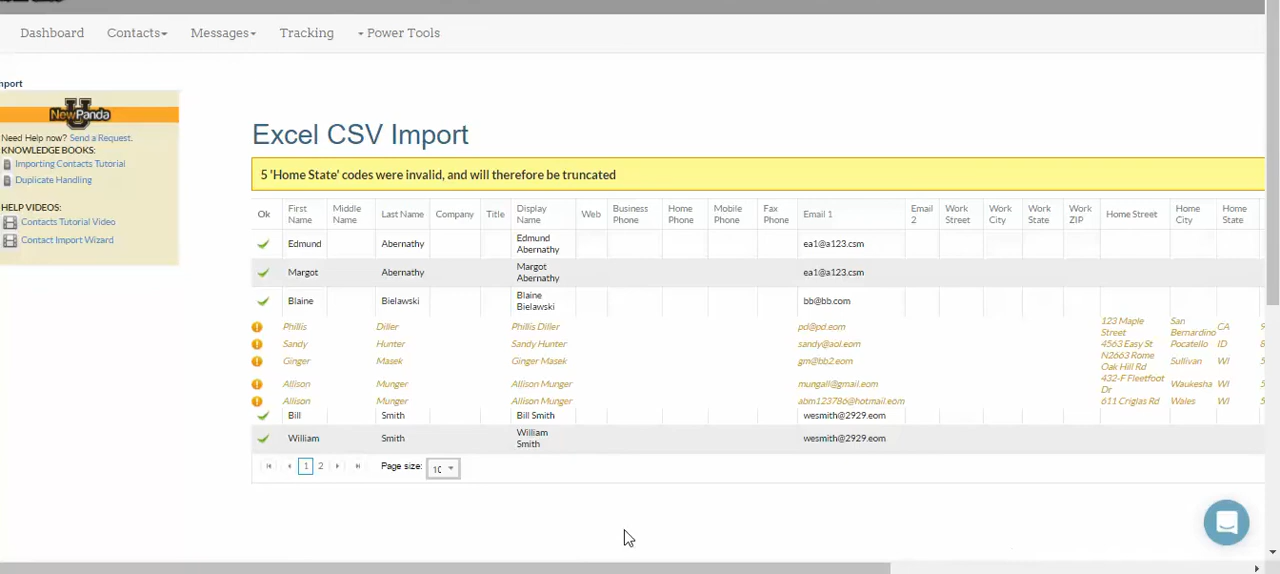 Dashboard Contacts Messages Tracking Power Tools
mport
NewPanda
Need Help now? Send a Request.
KNOWLEDGE BOOKS:
Importing Contacts Tutorial
Duplicate Handling
HELP VIDEOS:
Contacts Tutorial Video
Contact Import Wizard
Excel CSV Import
5 'Home State' codes were invalid, and will therefore be truncated
Ok First Name Middle Name Last Name Company Title Display Name Web Business Phone Home Phone Mobile Phone Fax Phone Email 1 Email 2 Work Street Work City Work State Work ZIP Home Street Home City Home State
Edmund Abernathy Edmund Abernathy ea1@a123.csm
Margot Abernathy Margot Abernathy ea1@a123.csm
Blaine Bielawski Blaine Bielawski bb@bb.com
Phillis Diller Phillis Diller pd@pd.eom 123 Maple Street San Bernardino CA 9
Sandy Hunter Sandy Hunter sandy@aol.eom 4563 Easy St Pocatello ID 8
Ginger Masek Ginger Masek gm@bb2.eom N2663 Rome Oak Hill Rd Sullivan WI 5
Allison Munger Allison Munger mungall@gmail.eom 432-F Fleetfoot Dr Waukesha WI 5
Allison Munger Allison Munger abm123786@hotmail.eom 611 Criglas Rd Wales WI 5
Bill Smith Bill Smith wesmith@2929.eom
William Smith William Smith wesmith@2929.eom
1 2 Page size: 10